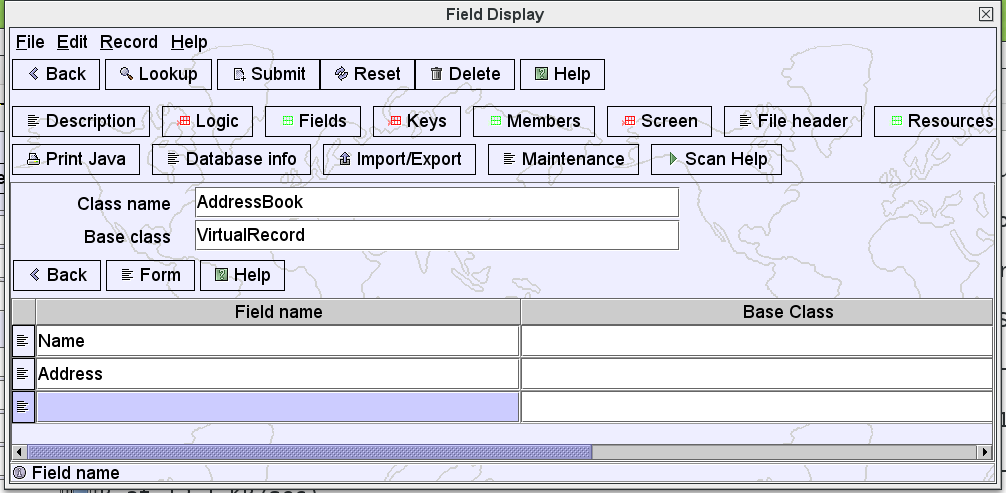 Field Display
File Edit Record Help
Back Lookup Submit Reset Delete Help
Description Logic Fields Keys Members Screen File header Resources
Print Java Database info Import/Export Maintenance Scan Help
Class name AddressBook
Base class VirtualRecord
Back Form Help
Field name Base Class
Name
Address
Field name